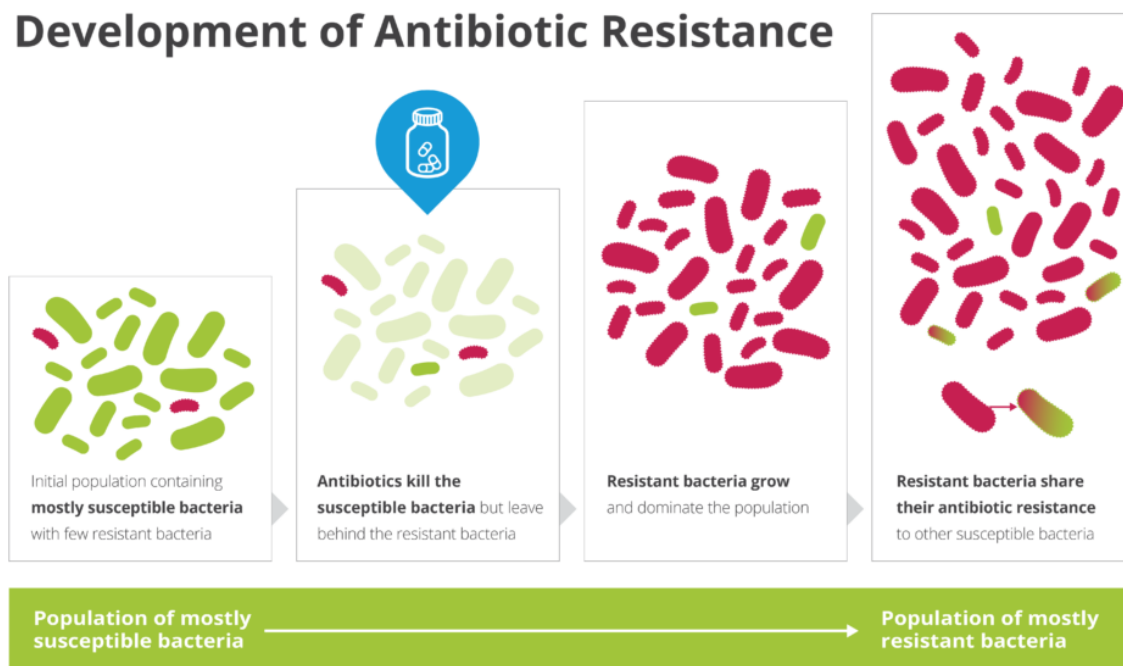 Development of Antibiotic Resistance
Initial population containing
mostly susceptible bacteria
with few resistant bacteria
Antibiotics kill the
susceptible bacteria but leave
behind the resistant bacteria
Resistant bacteria grow
and dominate the population
Resistant bacteria share
their antibiotic resistance
to other susceptible bacteria
Population of mostly
susceptible bacteria
Population of mostly
resistant bacteria